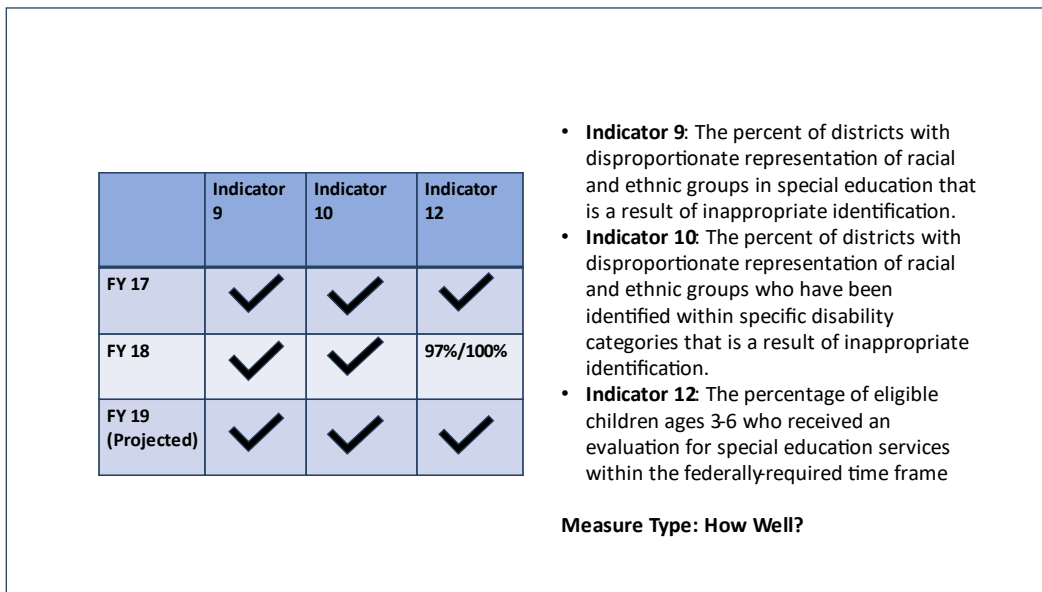 Indicator 9
Indicator 10
Indicator 12
FY 17
FY 18
97%/100%
FY 19
(Projected)
• Indicator 9: The percent of districts with
disproportionate representation of racial
and ethnic groups in special education that
is a result of inappropriate identification.
• Indicator 10: The percent of districts with
disproportionate representation of racial
and ethnic groups who have been
identified within specific disability
categories that is a result of inappropriate
identification.
• Indicator 12: The percentage of eligible
children ages 3-6 who received an
evaluation for special education services
within the federally-required time frame
Measure Type: How Well?